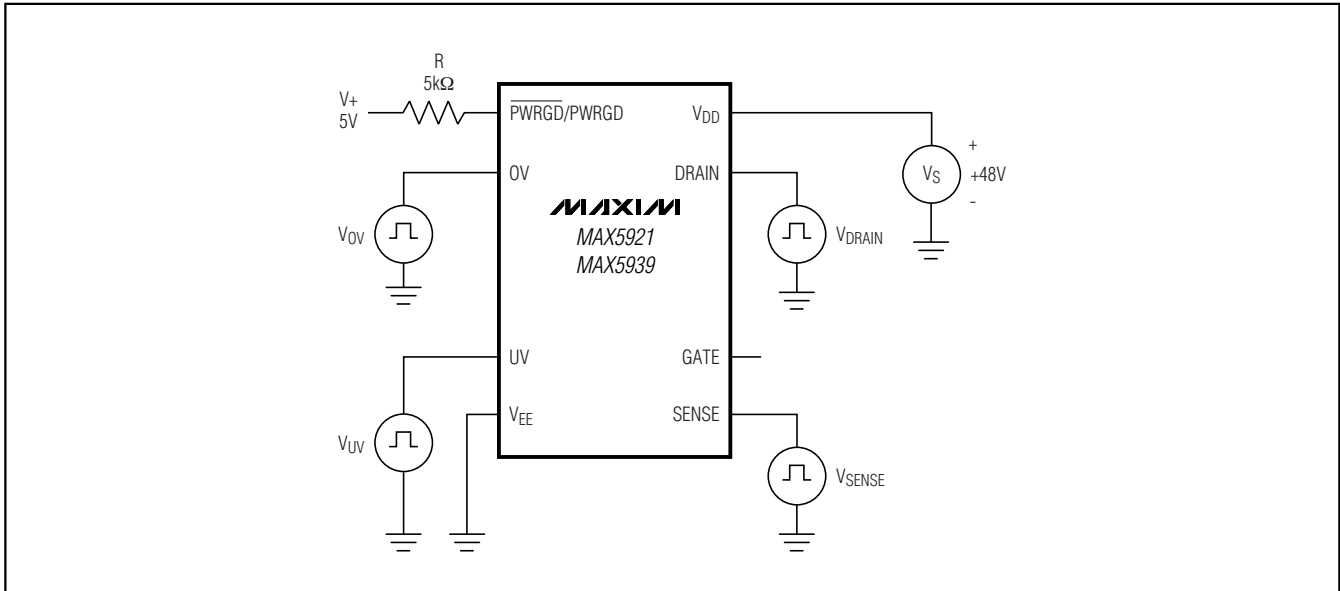 R
5kΩ
V+
5V
PWRGD/PWRGD
VDD
+
VS
+48V
-
OV
DRAIN
MAXIM
MAX5921
MAX5939
VOV
VDRAIN
UV
GATE
VEE
SENSE
VUV
VSENSE